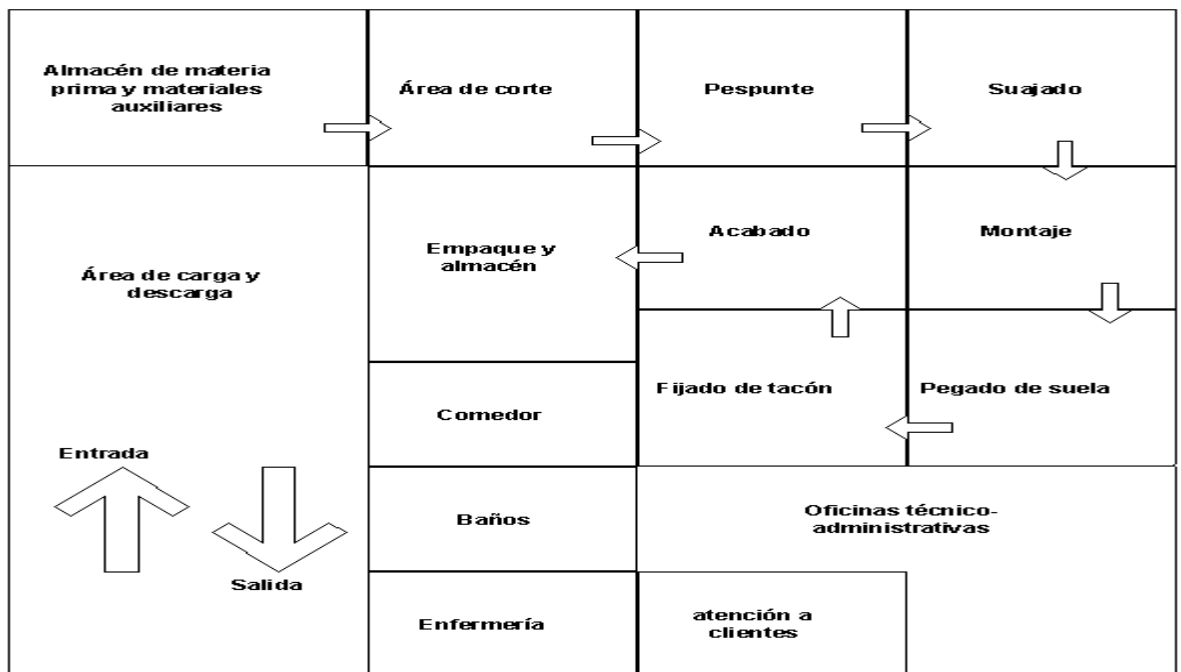 Almacén de materia
prima y materiales
auxiliares
Área de corte
Pespunte
Suajado
Área de carga y
descarga
Empaque y
almacén
Acabado
Montaje
Comedor
Fijado de tacón
Pegado de suela
Entrada
Salida
Baños
Oficinas técnico-
administrativas
Enfermería
atención a
clientes